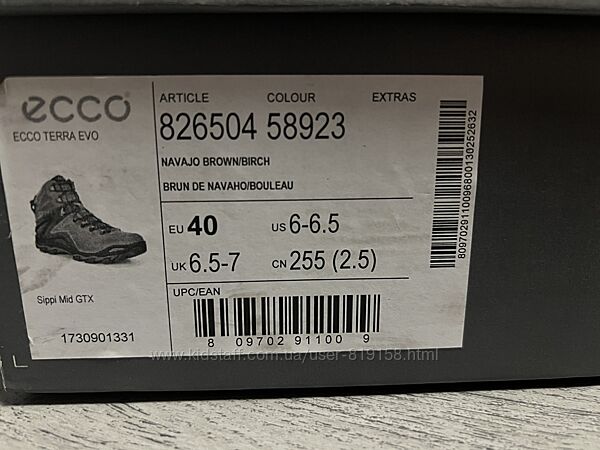 ecco
ECCO TERRA EVO
ARTICLE COLOUR EXTRAS
826504 58923
NAVAJO BROWN/BIRCH
BRUN DE NAVAHO/BOULEAU
EU 40 US 6-6.5
UK 6.5-7 CN 255 (2.5)
UPC/EAN
8 09702 91100 9
Sippi Mid GTX
1730901331
8097029110096800130252632
www.kidstaff.com.ua/user-819158.html